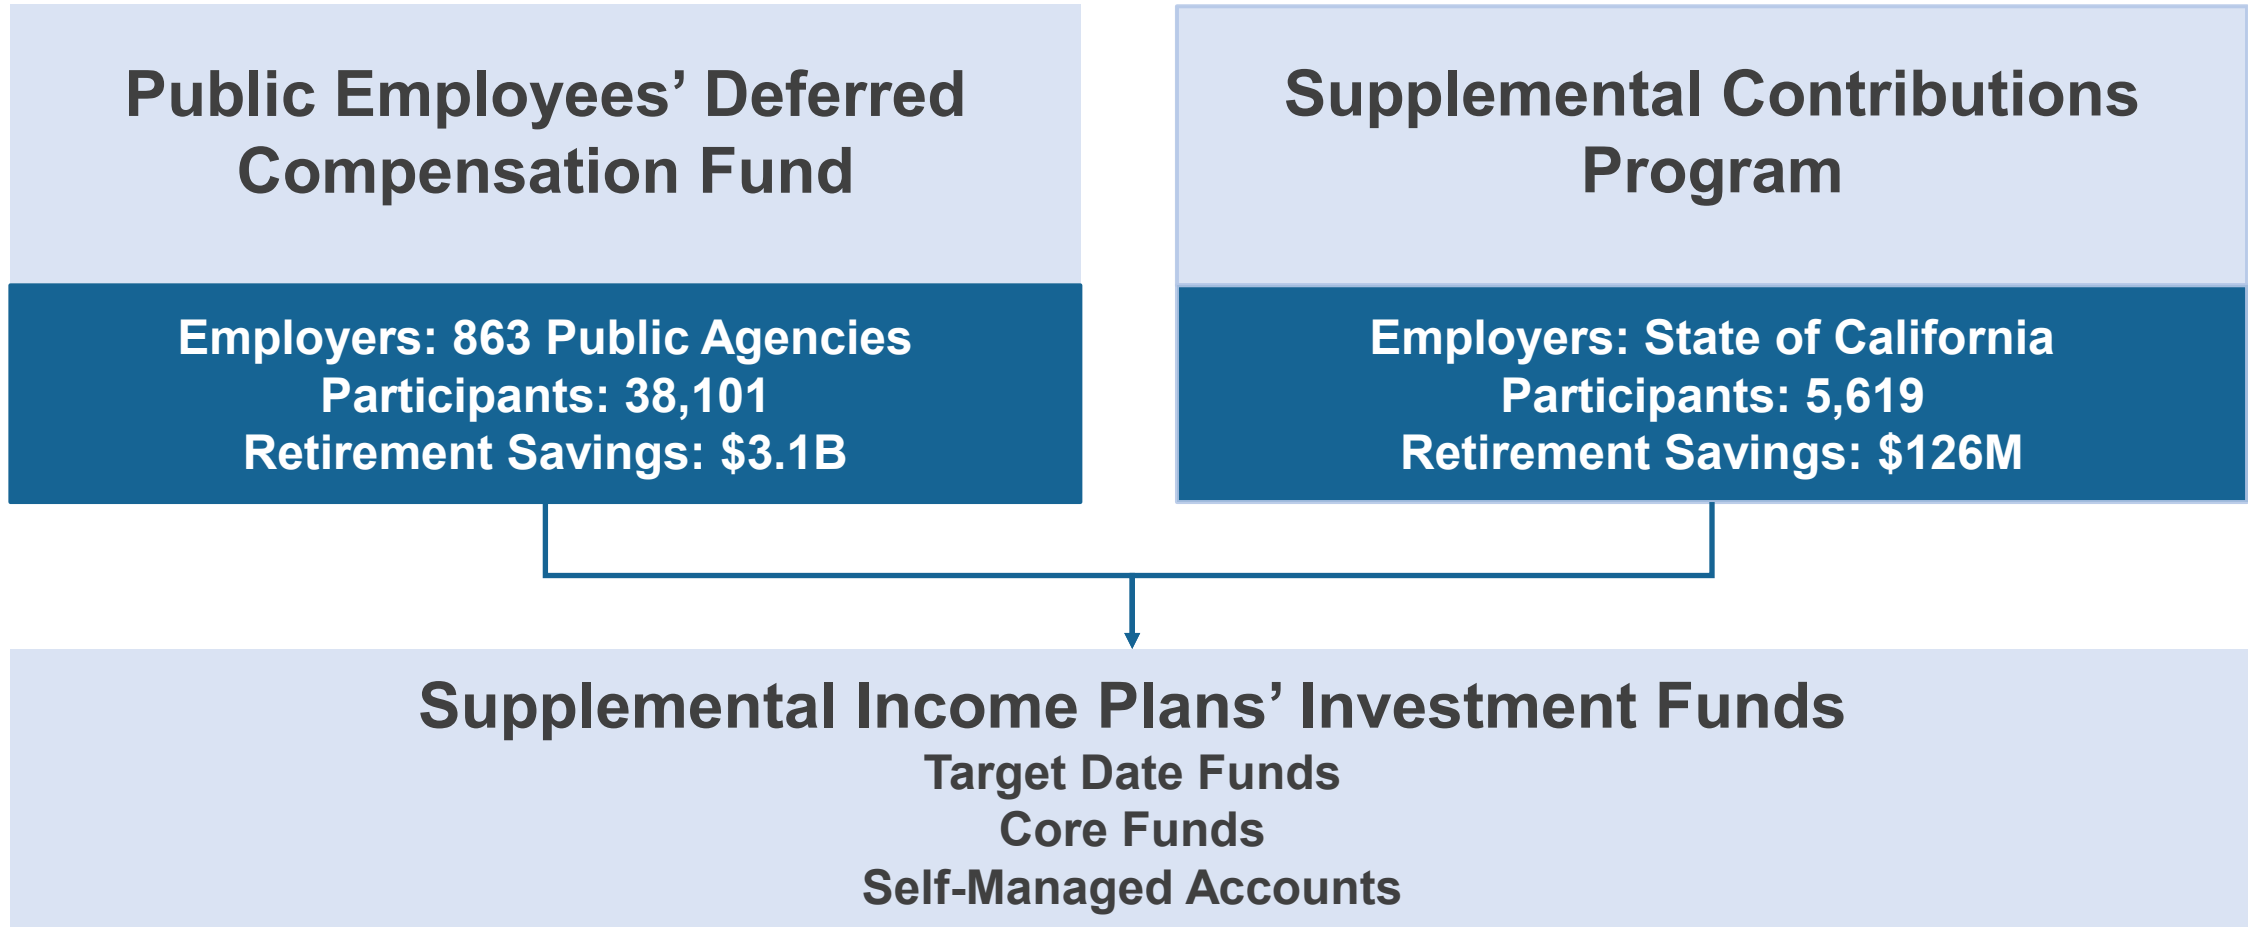 Public Employees’ Deferred
Compensation Fund
Employers: 863 Public Agencies
Participants: 38,101
Retirement Savings: $3.1B
Supplemental Contributions
Program
Employers: State of California
Participants: 5,619
Retirement Savings: $126M
Supplemental Income Plans’ Investment Funds
Target Date Funds
Core Funds
Self-Managed Accounts